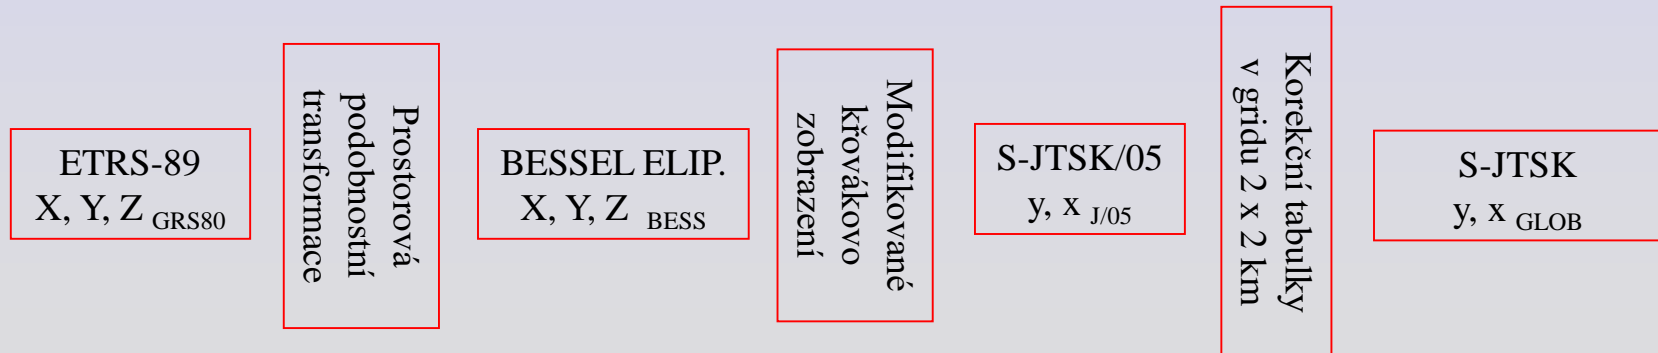 ETRS-89
X, Y, Z GRS80
Prostorová
podobnostní
transformace
BESSEL ELIP.
X, Y, Z BESS
Modifikované
křovákovo
zobrazení
S-JTSK/05
y, x J/05
Korekční tabulky
v gridu 2 x 2 km
S-JTSK
y, x GLOB